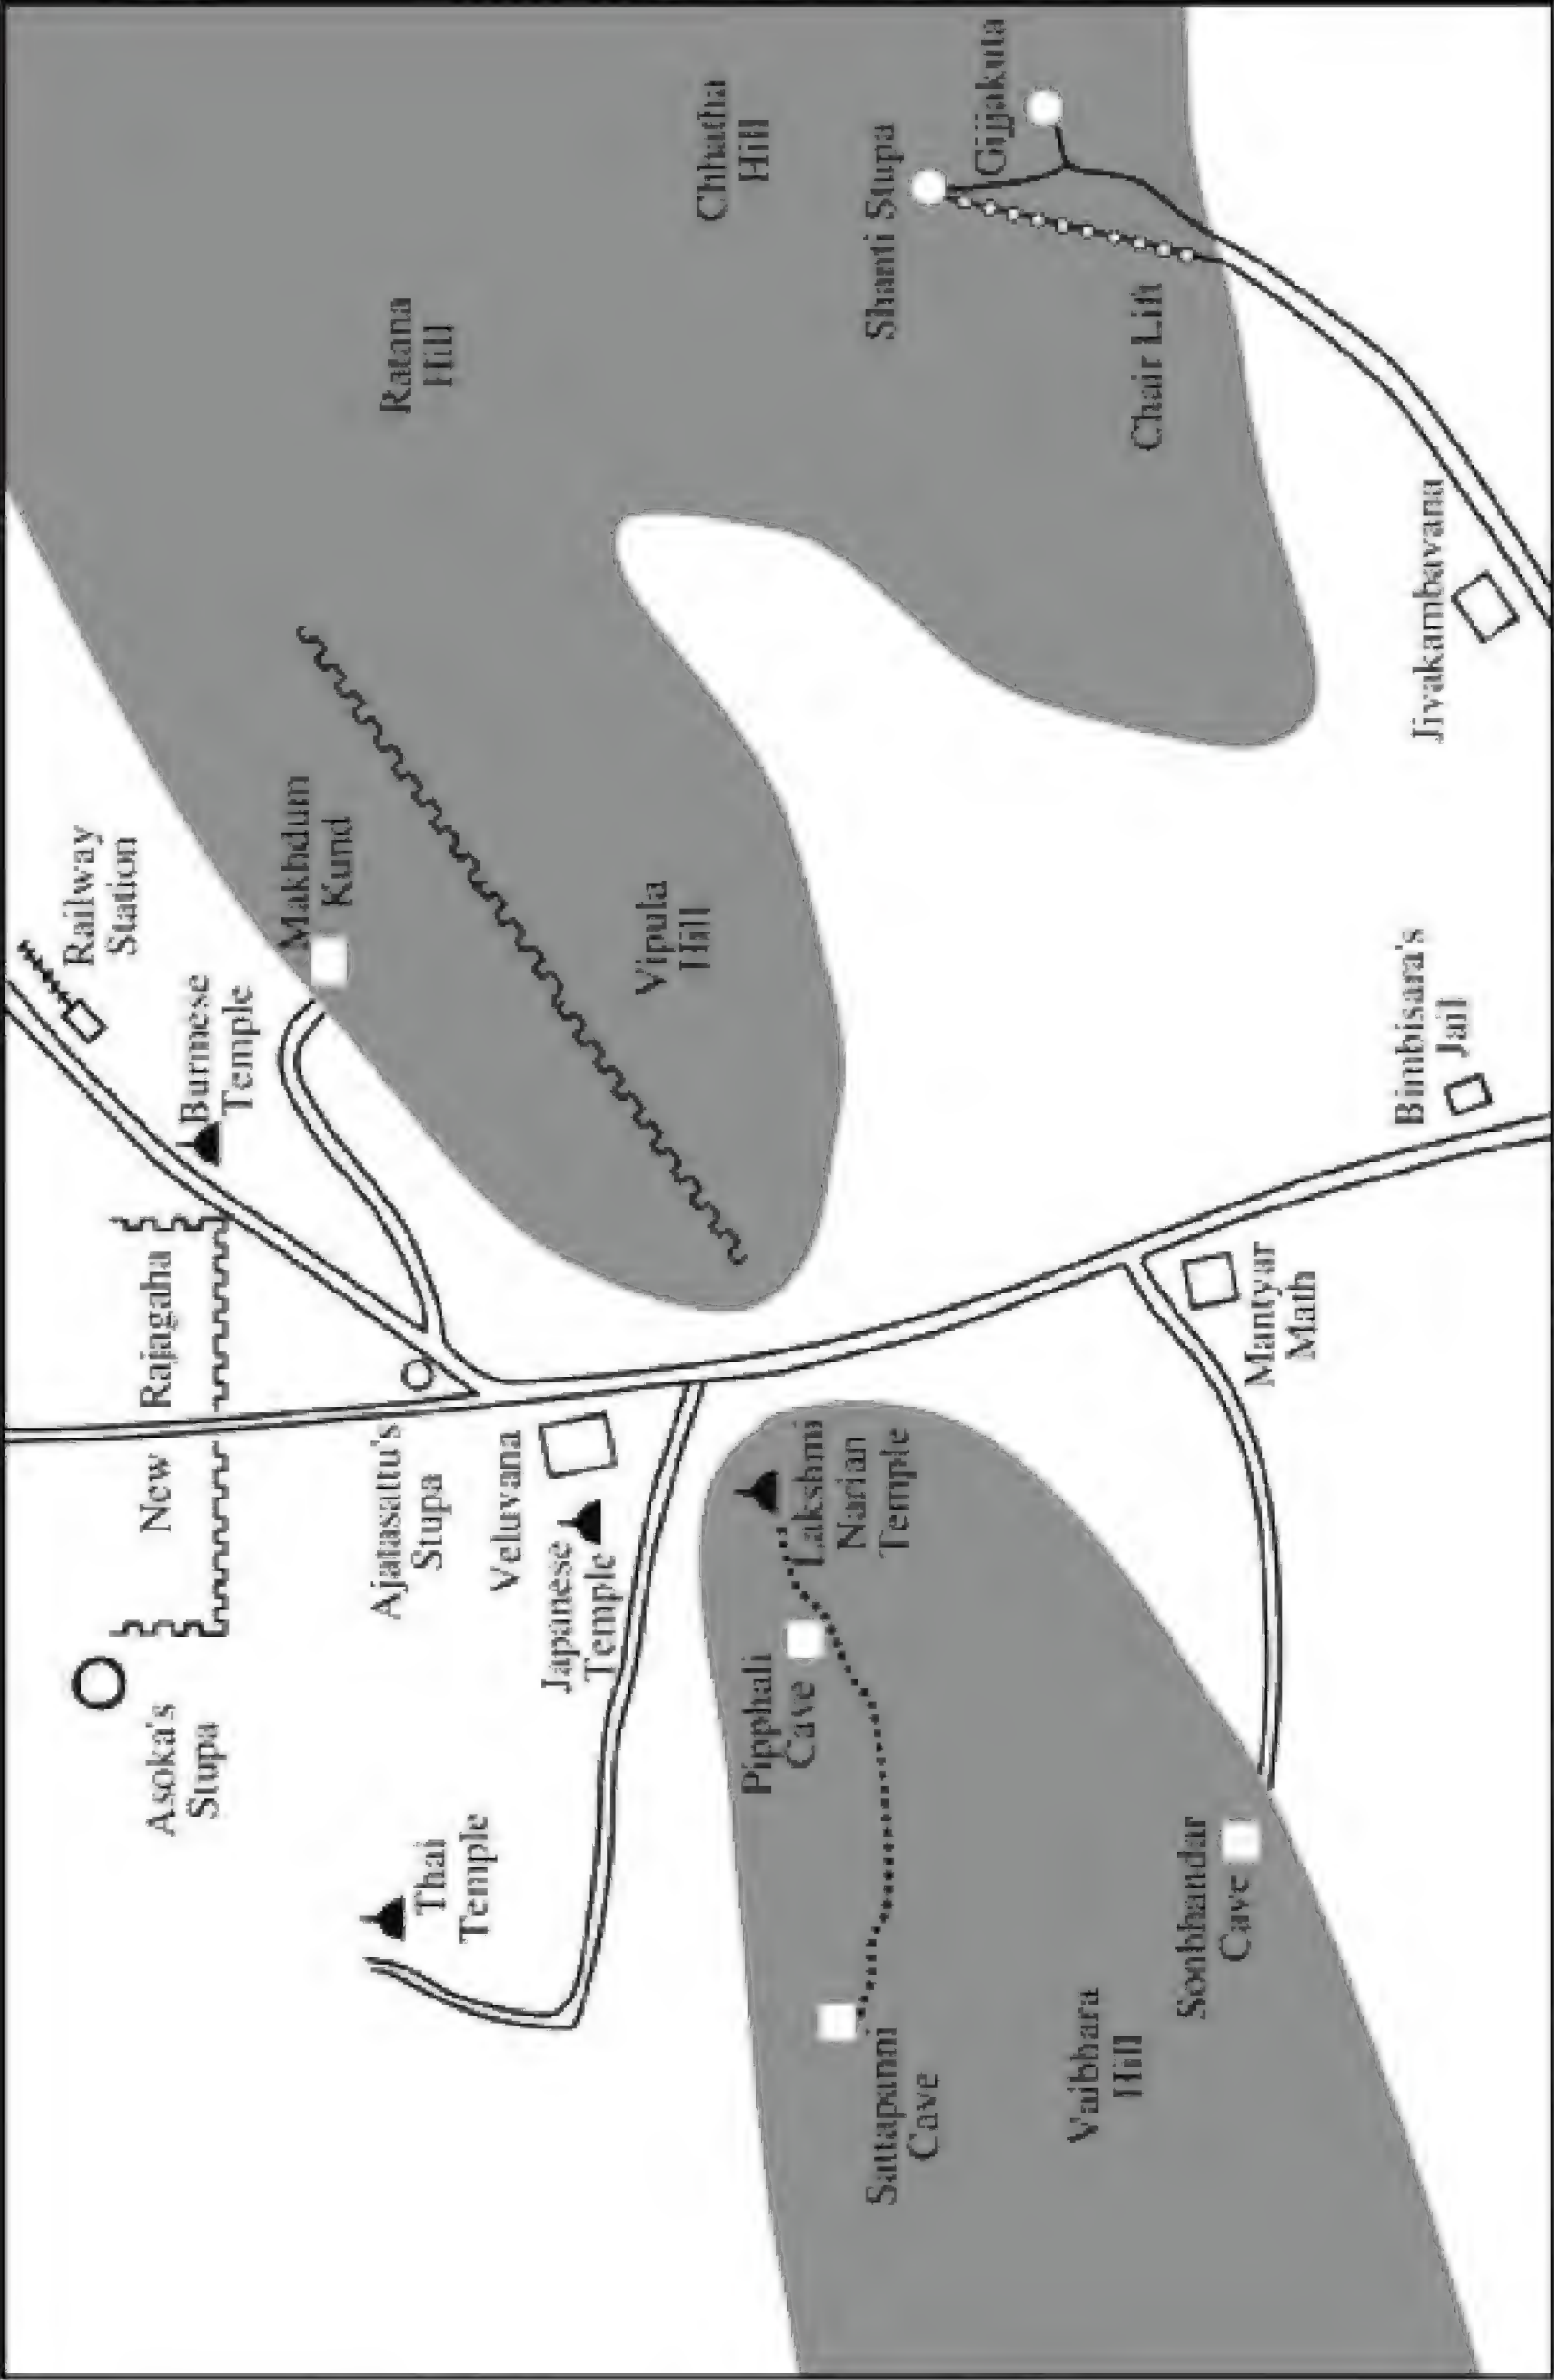 Asoka's
Stupa
New Rajagaha
Burmese
Temple
Railway
Station
Thai
Temple
Ajatasattu's
Stupa
Makhdum
Kund
Ratana
Hill
Veluvana
Japanese
Temple
Vipula
Hill
Chhatha
Hill
Pipphali
Cave
Lakshmi
Narian
Temple
Shanti Stupa
Gijjakuta
Sattapanni
Cave
Chair Lift
Vaibhara
Hill
Sonbhandar
Cave
Maniyar
Math
Bimbisara's
Jail
Jivakambavana